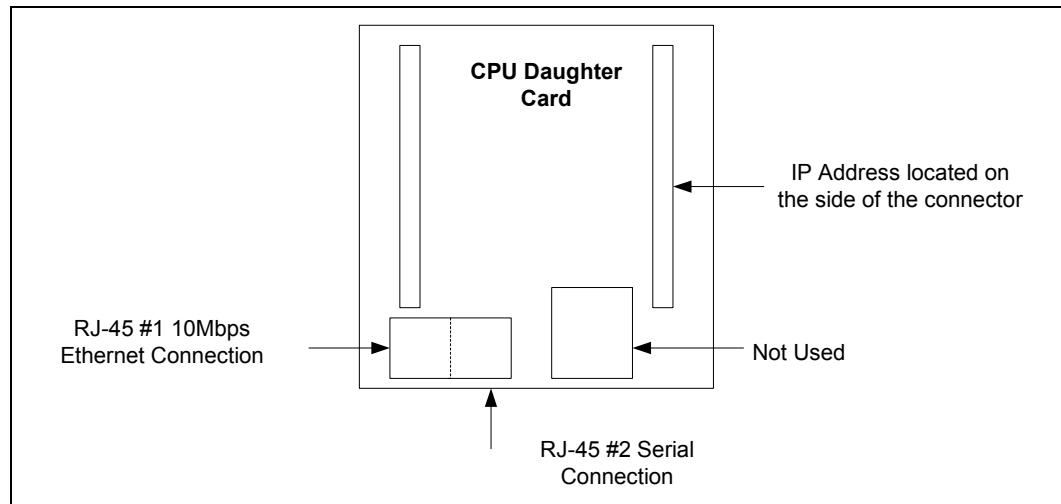 CPU Daughter
Card
IP Address located on
the side of the connector
RJ-45 #1 10Mbps
Ethernet Connection
Not Used
RJ-45 #2 Serial
Connection